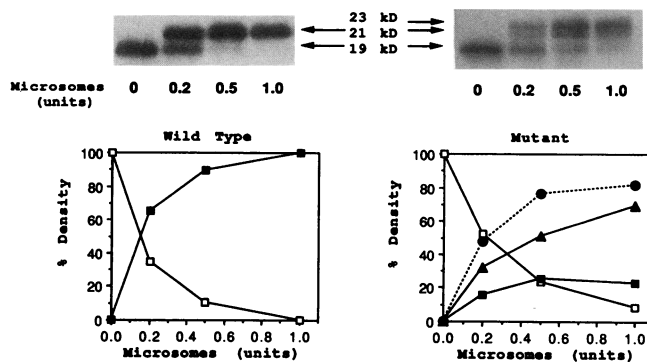 23 kD
21 kD
19 kD
Microsomes 0 0.2 0.5 1.0 0 0.2 0.5 1.0
(units)
Wild Type
Mutant
% Density
100
80
60
40
20
0
0.0 0.2 0.4 0.6 0.8 1.0
Microsomes (units)
% Density
100
80
60
40
20
0
0.0 0.2 0.4 0.6 0.8 1.0
Microsomes (units)